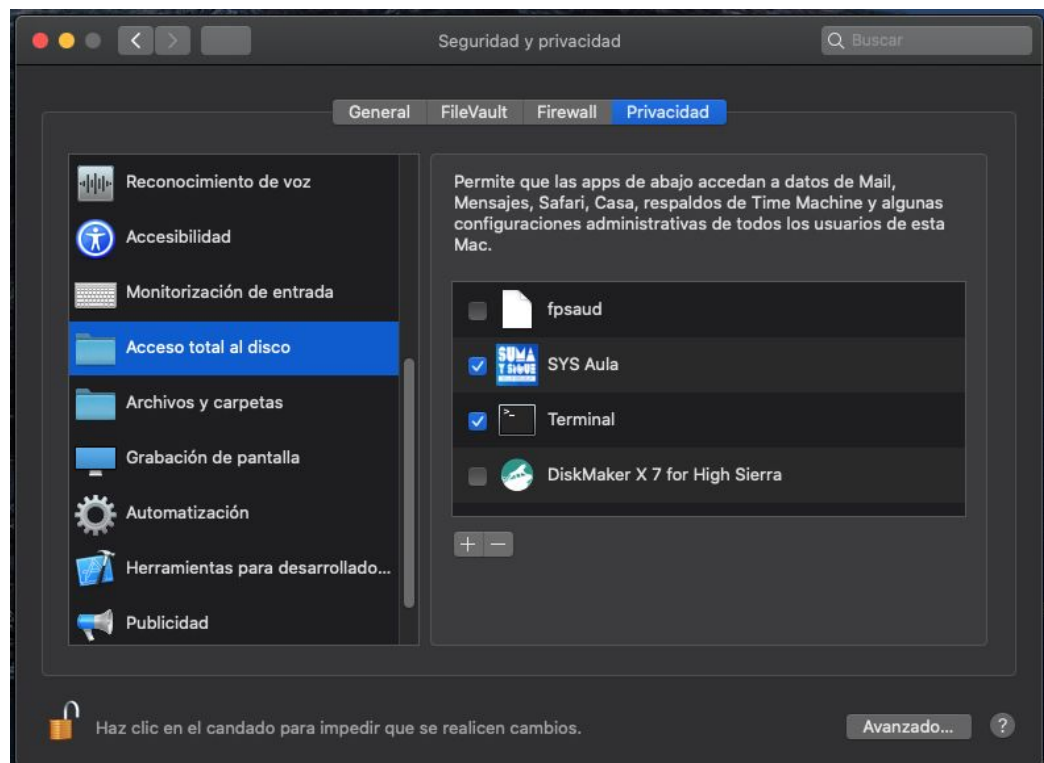 Seguridad y privacidad
Buscar
General
FileVault
Firewall
Privacidad
Reconocimiento de voz
Accesibilidad
Monitorización de entrada
Acceso total al disco
Archivos y carpetas
Grabación de pantalla
Automatización
Herramientas para desarrollado...
Publicidad
Permite que las apps de abajo accedan a datos de Mail,
Mensajes, Safari, Casa, respaldos de Time Machine y algunas
configuraciones administrativas de todos los usuarios de esta
Mac.
fpsaud
SUMA
Y SIGUE
SYS Aula
>_
Terminal
DiskMaker X 7 for High Sierra
+ −
Haz clic en el candado para impedir que se realicen cambios.
Avanzado...
?